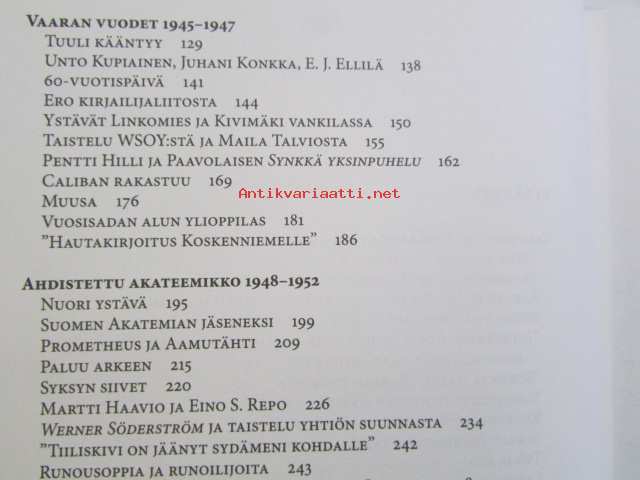 VAARAN VUODET 1945–1947
TUULI KÄÄNTYY 129
UNTO KUPIAINEN, JUHANI KONKKA, E. J. ELLILÄ 138
60-VUOTISPÄIVÄ 141
ERO KIRJAILIJALIITOSTA 144
YSTÄVÄT LINKOMIES JA KIVIMÄKI VANKILASSA 150
TAISTELU WSOY:STÄ JA MAILA TALVIOSTA 155
PENTTI HILLI JA PAAVOLAISEN SYNKKÄ YKSINPUHELU 162
CALIBAN RAKASTUU 169
Antikvariaatti.net
MUUSA 176
VUOSISADAN ALUN YLIOPPILAS 181
”HAUTAKIRJOITUS KOSKENNIEMELLE” 186
AHDISTETTU AKATEEMIKKO 1948–1952
NUORI YSTÄVÄ 195
SUOMEN AKATEMIAN JÄSENEKSI 199
PROMETHEUS JA AAMUTÄHTI 209
PALUU ARKEEN 215
SYKSYN SIIVET 220
MARTTI HAAVIO JA EINO S. REPO 226
WERNER SÖDERSTRÖM JA TAISTELU YHTIÖN SUUNNASTA 234
”TIILISKIVI ON JÄÄNYT SYDÄMENI KOHDALLE” 242
RUNOUSOPPIA JA RUNOILIJOITA 243